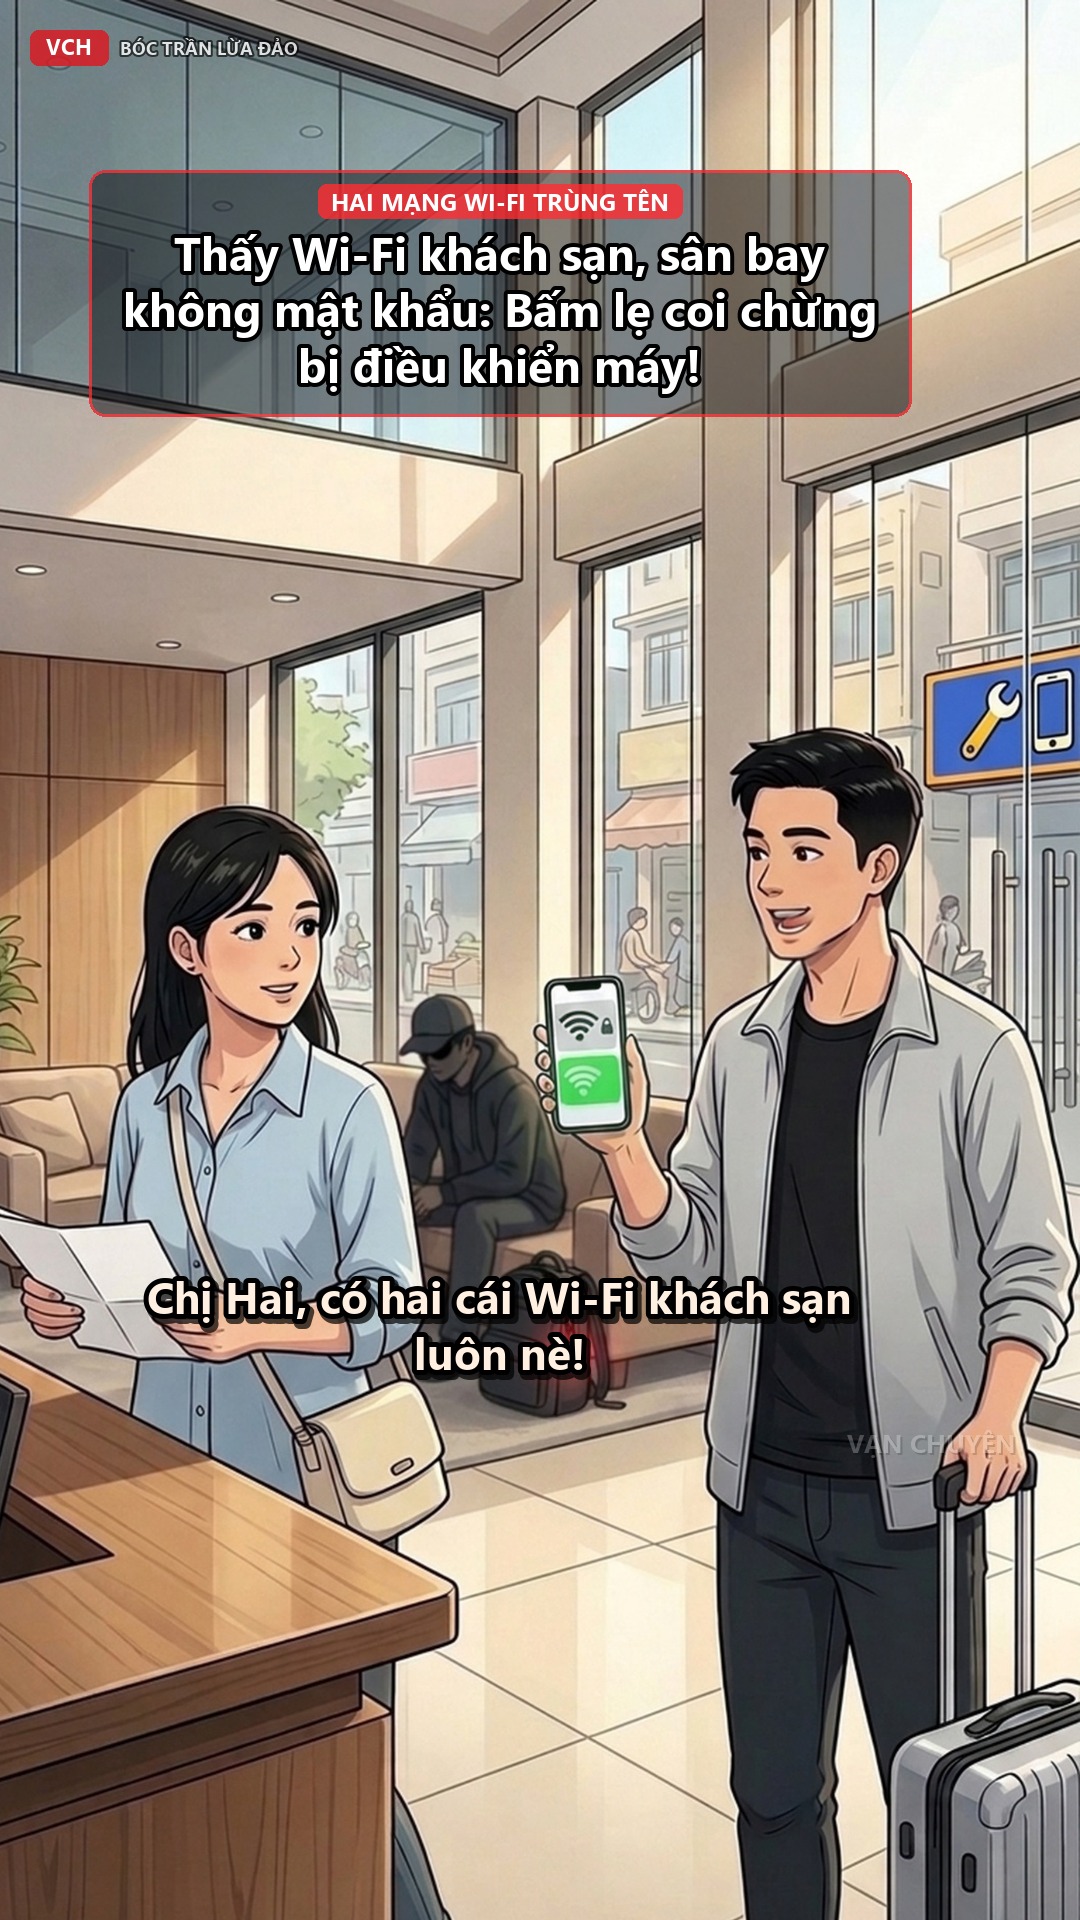 VCH BÓC TRẦN LỪA ĐẢO
HAI MẠNG WI-FI TRÙNG TÊN
Thấy Wi-Fi khách sạn, sân bay
không mật khẩu: Bấm lẹ coi chừng
bị điều khiển máy!
Chị Hai, có hai cái Wi-Fi khách sạn
luôn nè!
VẠN CHUYỆN